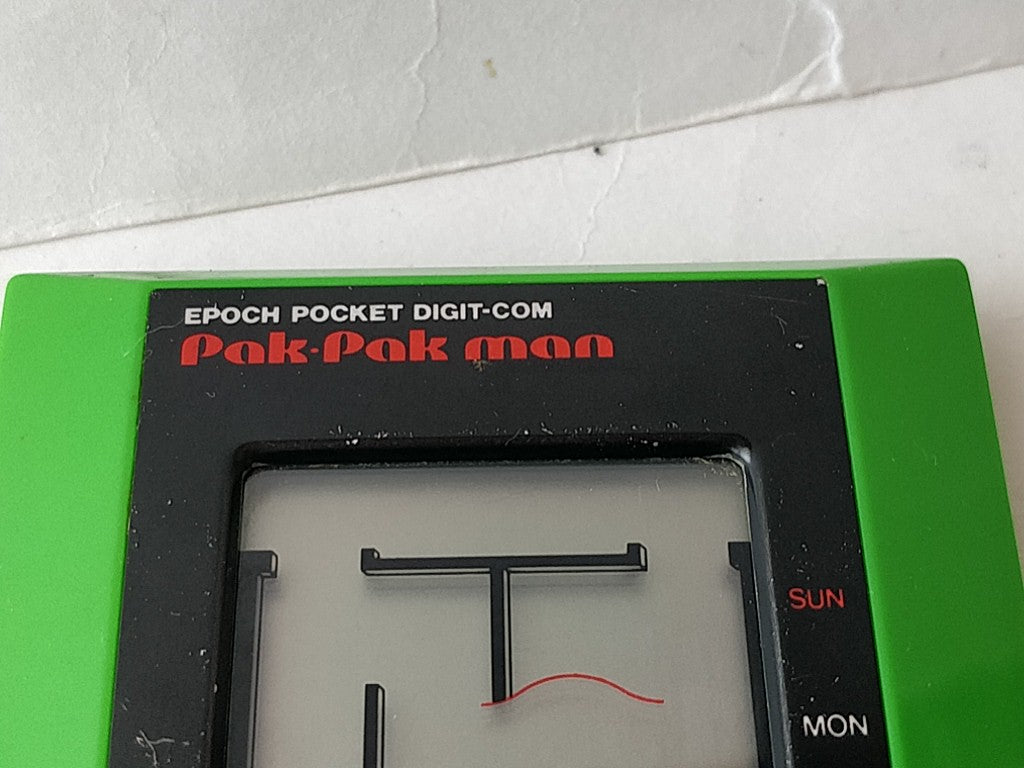 EPOCH POCKET DIGIT-COM
Pak·Pak man
SUN
MON